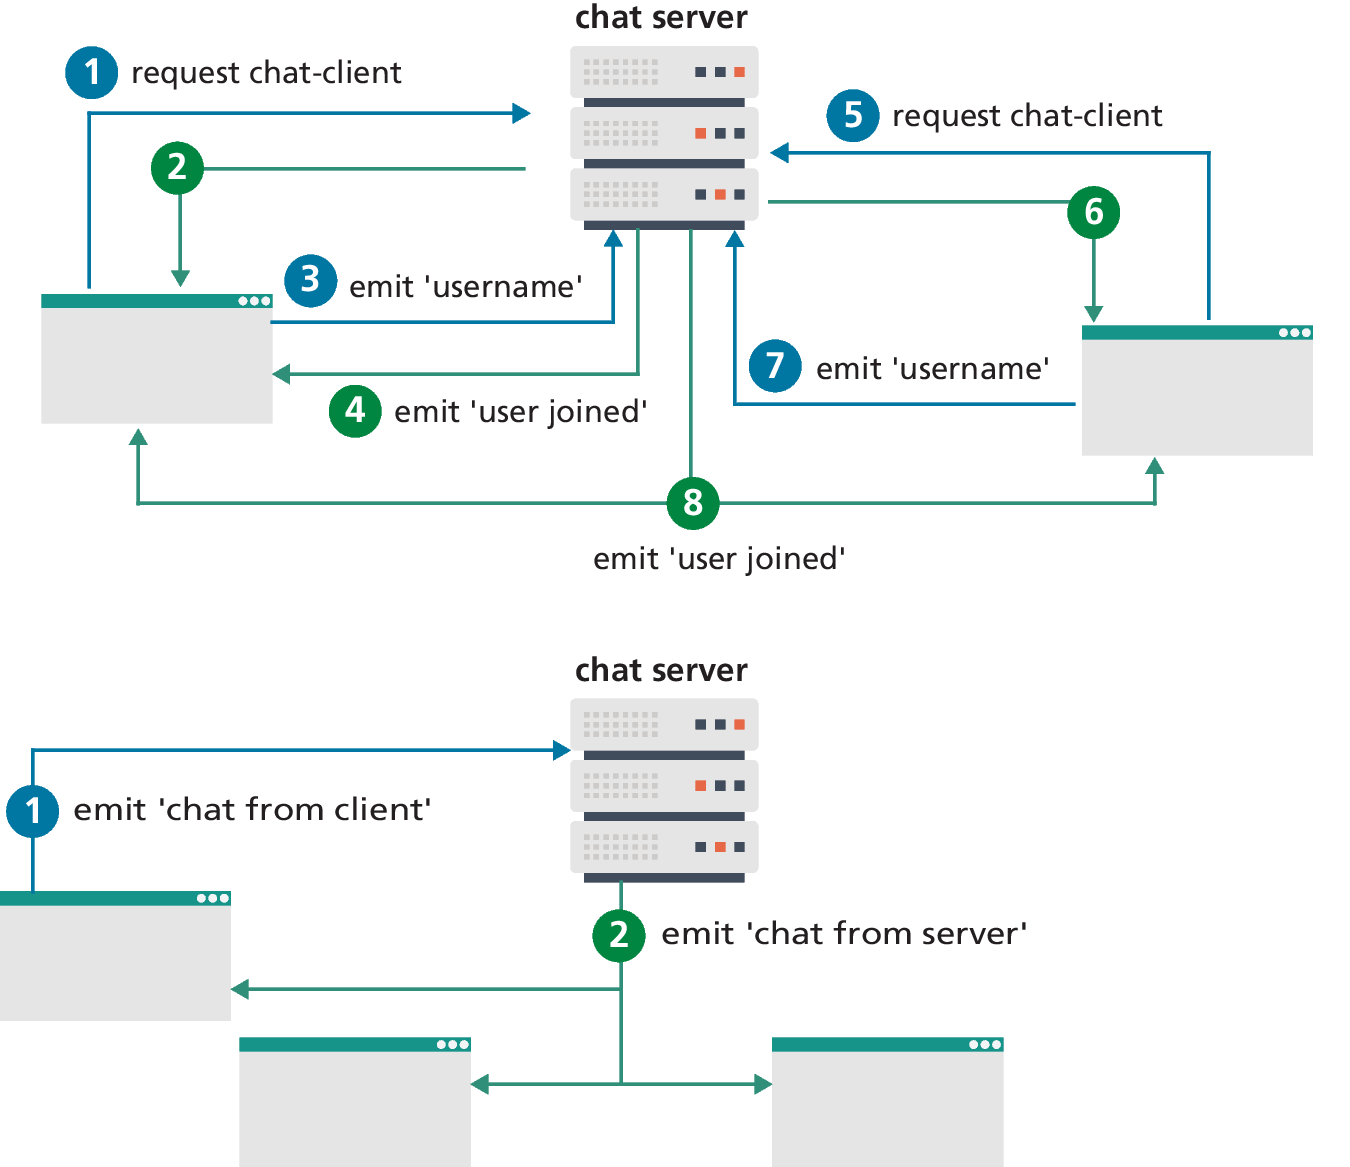 chat server
1 request chat-client
5 request chat-client
2
6
3 emit 'username'
7 emit 'username'
4 emit 'user joined'
8
emit 'user joined'
chat server
1 emit 'chat from client'
2 emit 'chat from server'